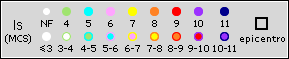 Is NF 4 5 6 7 8 9 10 11
(MCS) ≤3 3-4 4-5 5-6 6-7 7-8 8-9 9-10 10-11 epicentro